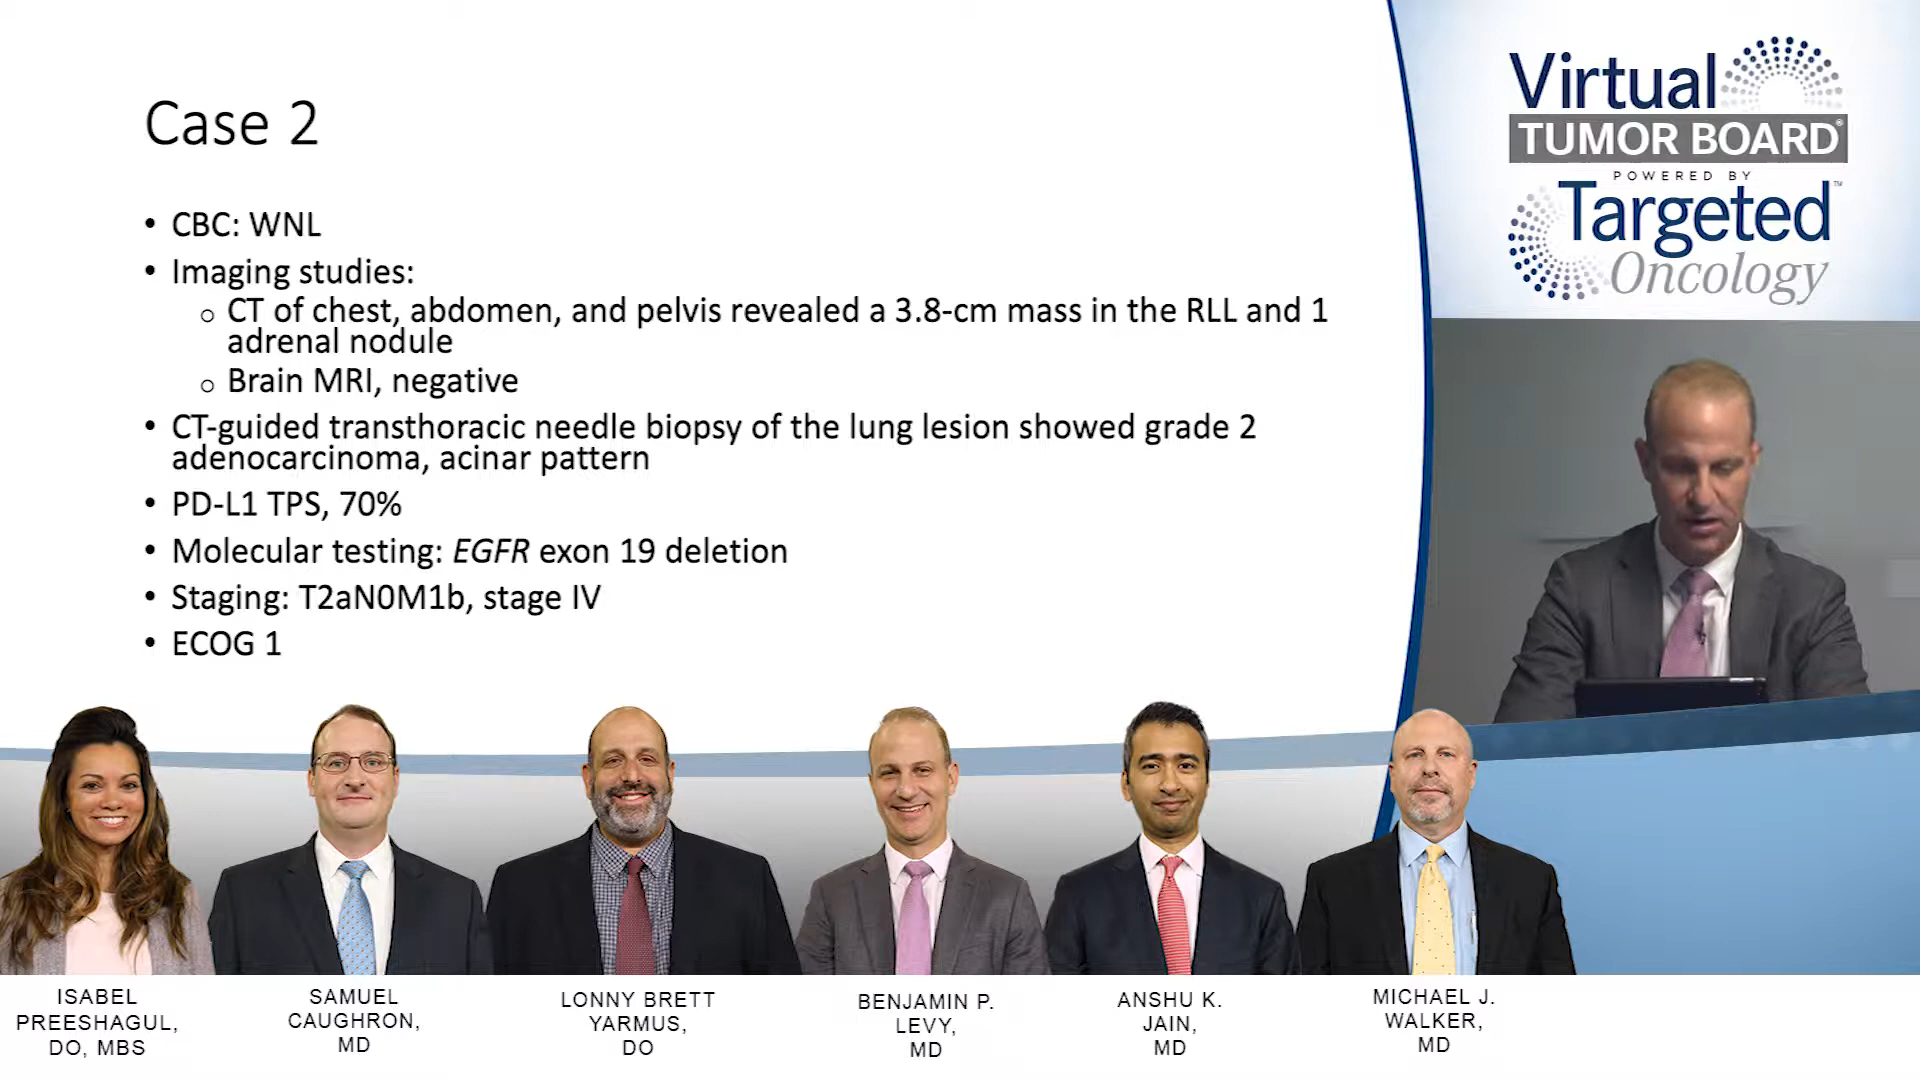 Case 2
• CBC: WNL
• Imaging studies:
o CT of chest, abdomen, and pelvis revealed a 3.8-cm mass in the RLL and 1
adrenal nodule
o Brain MRI, negative
• CT-guided transthoracic needle biopsy of the lung lesion showed grade 2
adenocarcinoma, acinar pattern
• PD-L1 TPS, 70%
• Molecular testing: EGFR exon 19 deletion
• Staging: T2aN0M1b, stage IV
• ECOG 1
Virtual
TUMOR BOARD®
POWERED BY
Targeted™
Oncology
ISABEL
PREESHAGUL,
DO, MBS
SAMUEL
CAUGHRON,
MD
LONNY BRETT
YARMUS,
DO
BENJAMIN P.
LEVY,
MD
ANSHU K.
JAIN,
MD
MICHAEL J.
WALKER,
MD